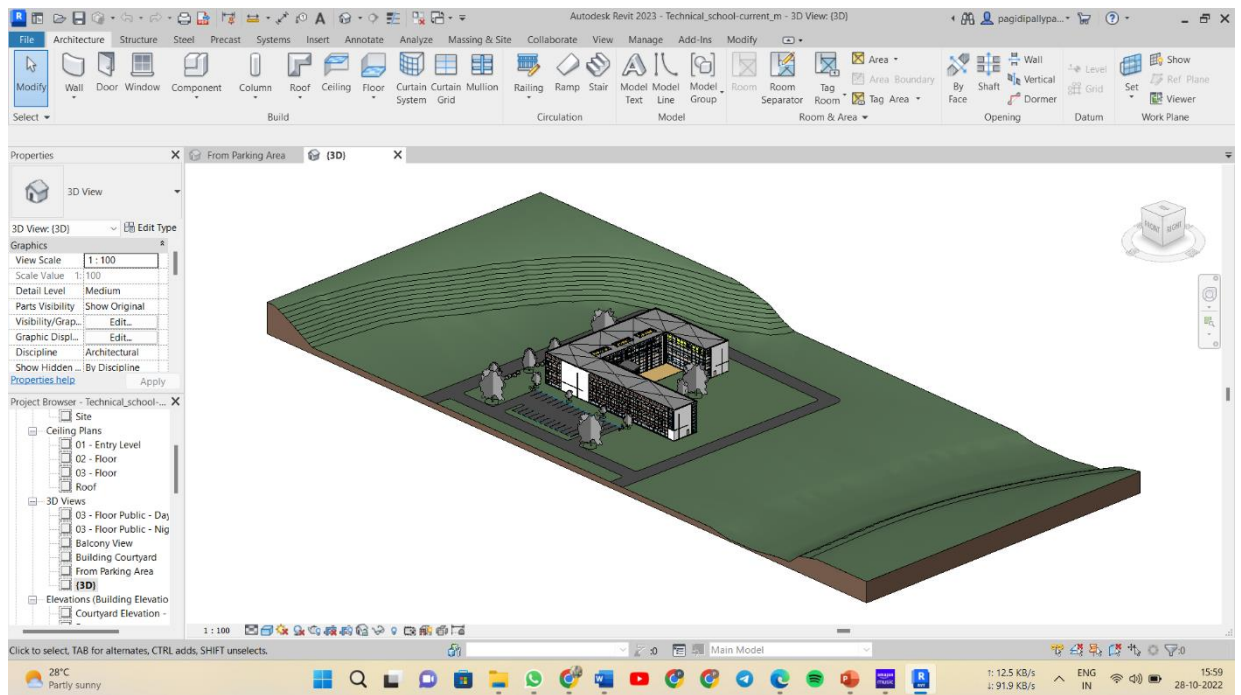 Autodesk Revit 2023 - Technical_school-current_m - 3D View: {3D}
pagidipallypa...
File Architecture Structure Steel Precast Systems Insert Annotate Analyze Massing & Site Collaborate View Manage Add-Ins Modify
Modify Wall Door Window Component Column Roof Ceiling Floor Curtain System Curtain Grid Mullion Railing Ramp Stair Model Text Model Line Model Group Room Room Separator Tag Room By Face Shaft Set
Area
Area Boundary
Tag Area
Wall
Vertical
Dormer
Level
Grid
Show
Ref Plane
Viewer
Select Build Circulation Model Room & Area Opening Datum Work Plane
Properties
From Parking Area {3D}
3D View
3D View: {3D} Edit Type
Graphics
View Scale 1 : 100
Scale Value 1: 100
Detail Level Medium
Parts Visibility Show Original
Visibility/Grap... Edit...
Graphic Displ... Edit...
Discipline Architectural
Show Hidden ... By Discipline
Properties help Apply
Project Browser - Technical_school-...
Site
Ceiling Plans
01 - Entry Level
02 - Floor
03 - Floor
Roof
3D Views
03 - Floor Public - Day
03 - Floor Public - Nig
Balcony View
Building Courtyard
From Parking Area
{3D}
Elevations (Building Elevatio
Courtyard Elevation -
FRONT RIGHT
1 : 100
Click to select, TAB for alternates, CTRL adds, SHIFT unselects.
:0 Main Model :0
28°C
Partly sunny
↑: 12.5 KB/s
↓: 91.9 KB/s
ENG
IN
15:59
28-10-2022